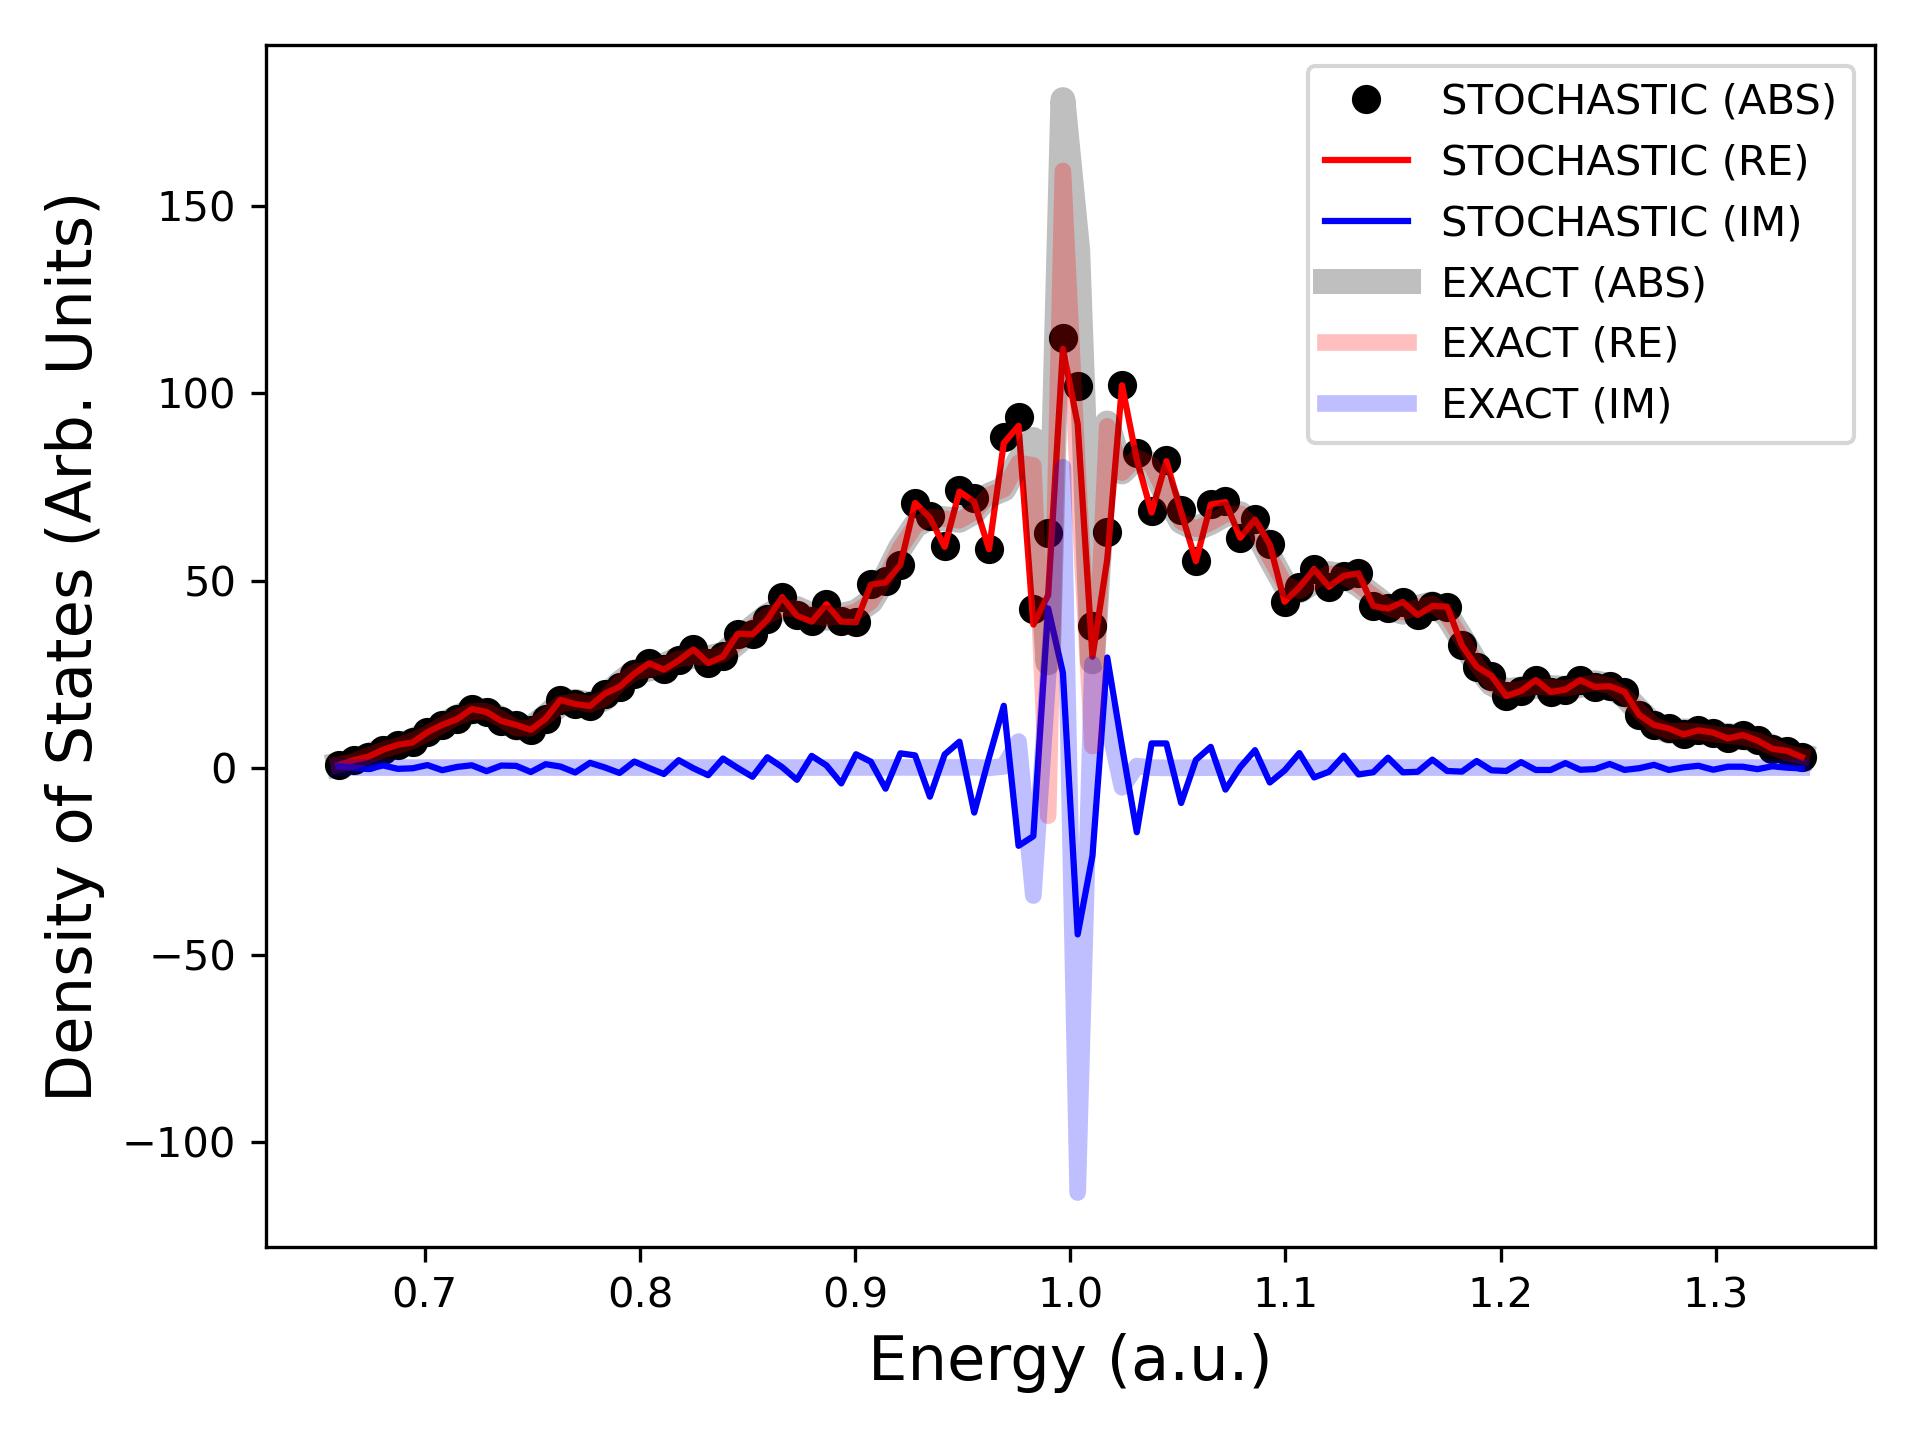 STOCHASTIC (ABS)
STOCHASTIC (RE)
STOCHASTIC (IM)
EXACT (ABS)
EXACT (RE)
EXACT (IM)
Density of States (Arb. Units)
150
100
50
0
−50
−100
0.7 0.8 0.9 1.0 1.1 1.2 1.3
Energy (a.u.)